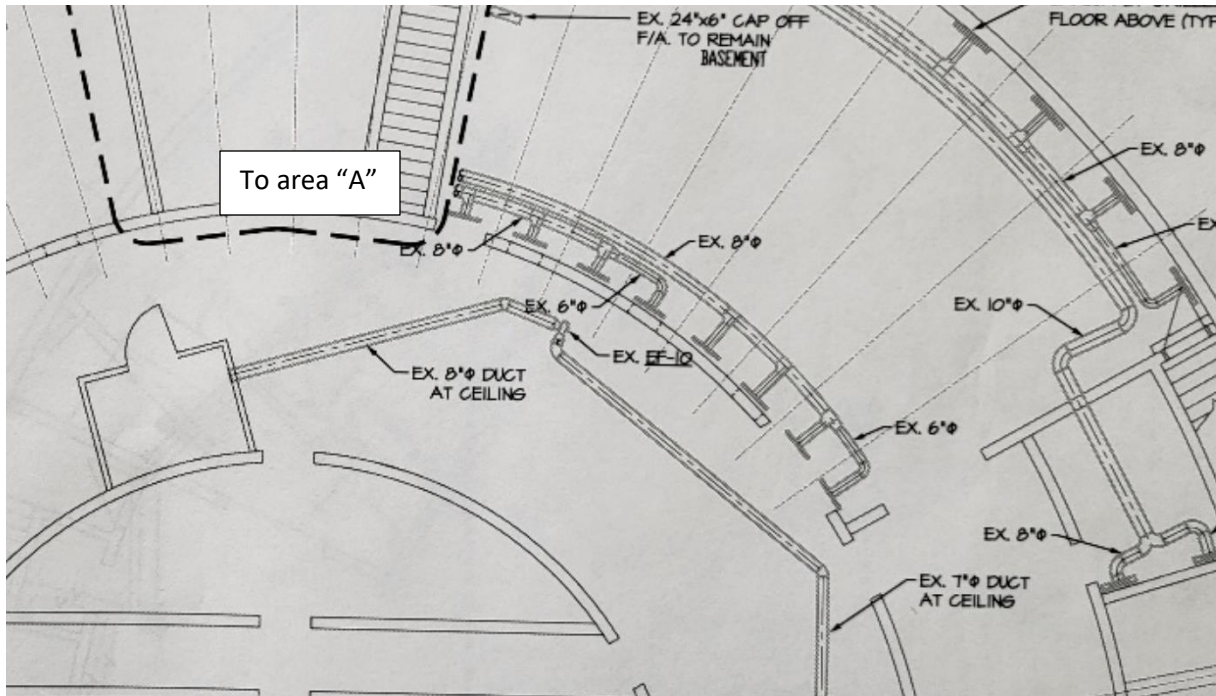 EX. 24"x6" CAP OFF
F/A. TO REMAIN
BASEMENT
FLOOR ABOVE (TYP
EX. 8"Φ
To area “A”
EX. 8"Φ
EX. 8"Φ
EX
EX. 6"Φ
EX. 10"Φ
EX. EF-10
EX. 8"Φ DUCT
AT CEILING
EX. 6"Φ
EX. 8"Φ
EX. 7"Φ DUCT
AT CEILING